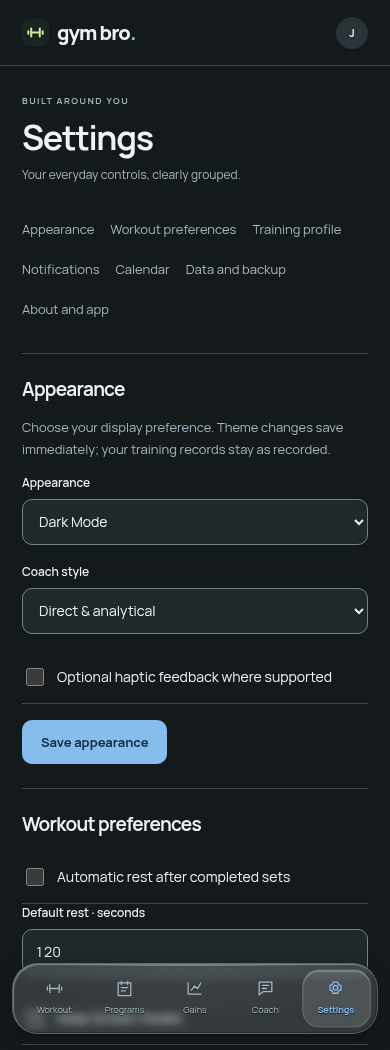 gym bro.
J
BUILT AROUND YOU
Settings
Your everyday controls, clearly grouped.
Appearance Workout preferences Training profile
Notifications Calendar Data and backup
About and app
Appearance
Choose your display preference. Theme changes save
immediately; your training records stay as recorded.
Appearance
Dark Mode
Coach style
Direct & analytical
Optional haptic feedback where supported
Save appearance
Workout preferences
Automatic rest after completed sets
Default rest · seconds
120
Workout Programs Gains Coach Settings